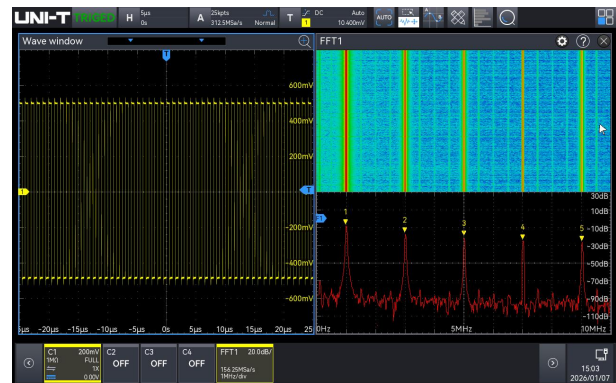 UNI-T TRIGED H 5µs 0s A 25kpts 312.5MSa/s Normal T 1 DC Auto 10.400mV AUTO
Wave window
T
600mV
400mV
200mV
1
T
-200mV
-400mV
-600mV
-20µs -15µs -10µs -5µs 0s 5µs 10µs 15µs 20µs 25
FFT1
30dB
10dB
-10dB
-30dB
-50dB
-90dB
-110dB
1 2 3 4 5
0Hz 5MHz 10MHz
C1 200mV
1MΩ FULL
1X
0.00V
C2 OFF
C3 OFF
C4 OFF
FFT1 20.0dB/
156.25MSa/s
1MHz/div
15:03
2026/01/07